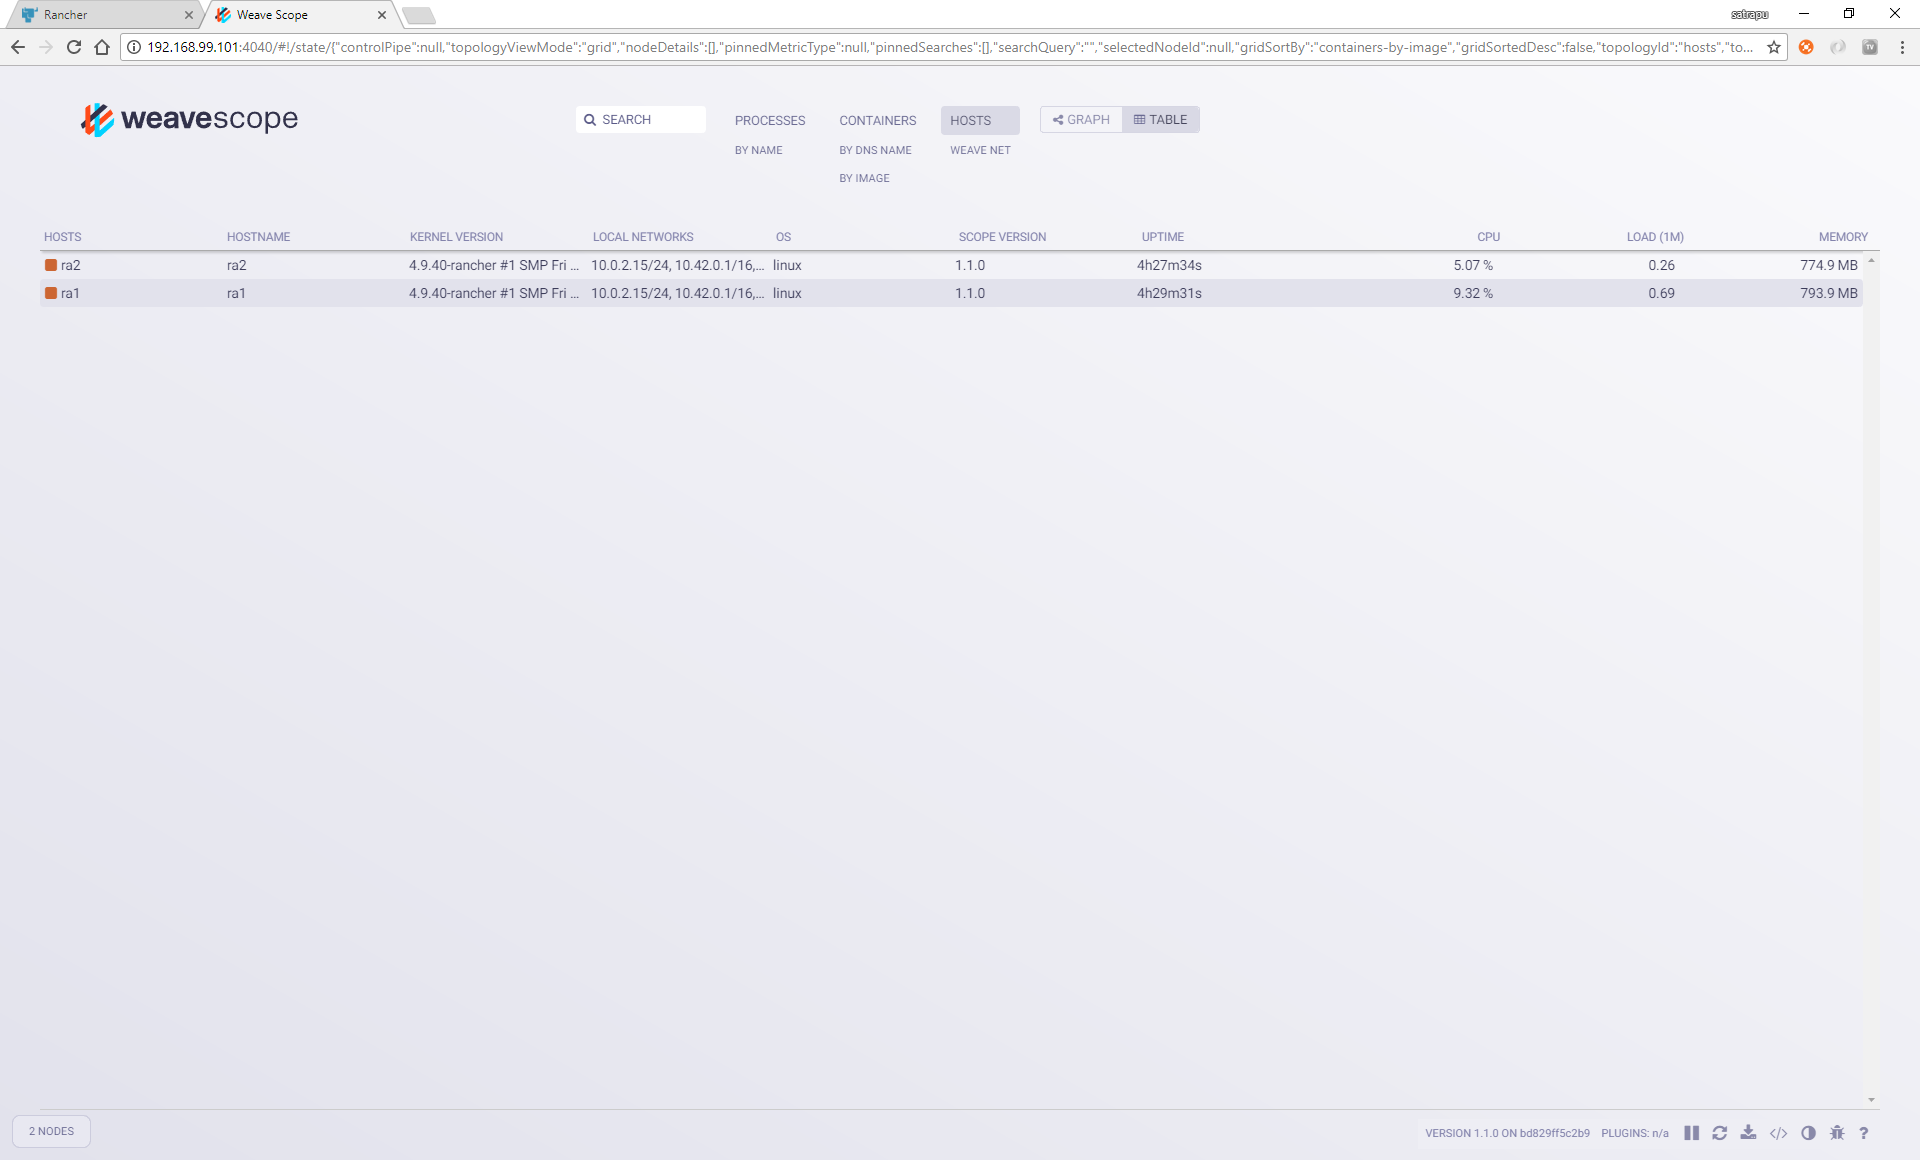 Rancher
Weave Scope
satrapu
192.168.99.101:4040/#!/state/{"controlPipe":null,"topologyViewMode":"grid","nodeDetails":[],"pinnedMetricType":null,"pinnedSearches":[],"searchQuery":"","selectedNodeId":null,"gridSortBy":"containers-by-image","gridSortedDesc":false,"topologyId":"hosts","to...
TV
weavescope
SEARCH
PROCESSES CONTAINERS HOSTS GRAPH TABLE
BY NAME BY DNS NAME WEAVE NET
BY IMAGE
HOSTS HOSTNAME KERNEL VERSION LOCAL NETWORKS OS SCOPE VERSION UPTIME CPU LOAD (1M) MEMORY
ra2 ra2 4.9.40-rancher #1 SMP Fri ... 10.0.2.15/24, 10.42.0.1/16,... linux 1.1.0 4h27m34s 5.07 % 0.26 774.9 MB
ra1 ra1 4.9.40-rancher #1 SMP Fri ... 10.0.2.15/24, 10.42.0.1/16,... linux 1.1.0 4h29m31s 9.32 % 0.69 793.9 MB
2 NODES
VERSION 1.1.0 ON bd829ff5c2b9 PLUGINS: n/a </> ?